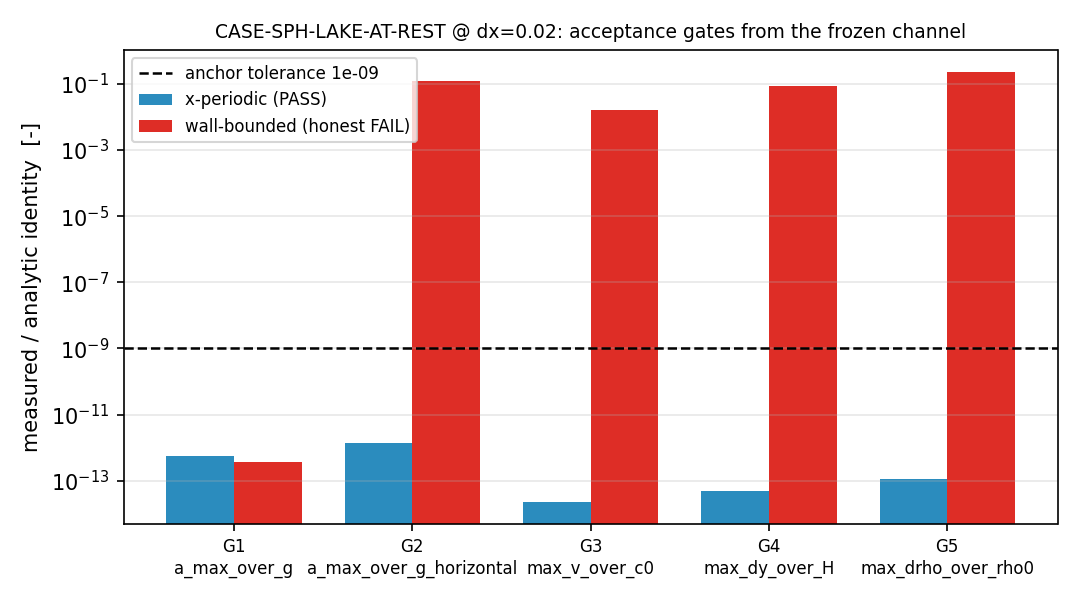 CASE-SPH-LAKE-AT-REST @ dx=0.02: acceptance gates from the frozen channel
anchor tolerance 1e-09
x-periodic (PASS)
wall-bounded (honest FAIL)
measured / analytic identity [-]
10⁻¹
10⁻³
10⁻⁵
10⁻⁷
10⁻⁹
10⁻¹¹
10⁻¹³
G1 G2 G3 G4 G5
a_max_over_g a_max_over_g_horizontal max_v_over_c0 max_dy_over_H max_drho_over_rho0